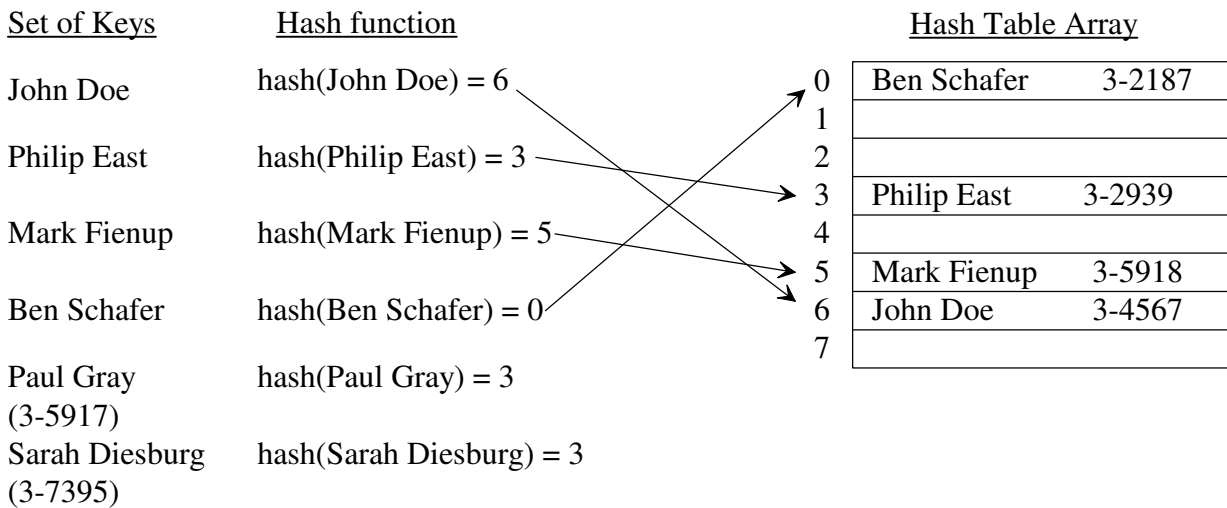 Set of Keys Hash function Hash Table Array
John Doe hash(John Doe) = 6
Philip East hash(Philip East) = 3
Mark Fienup hash(Mark Fienup) = 5
Ben Schafer hash(Ben Schafer) = 0
Paul Gray hash(Paul Gray) = 3
(3-5917)
Sarah Diesburg hash(Sarah Diesburg) = 3
(3-7395)
0 Ben Schafer 3-2187
1
2
3 Philip East 3-2939
4
5 Mark Fienup 3-5918
6 John Doe 3-4567
7